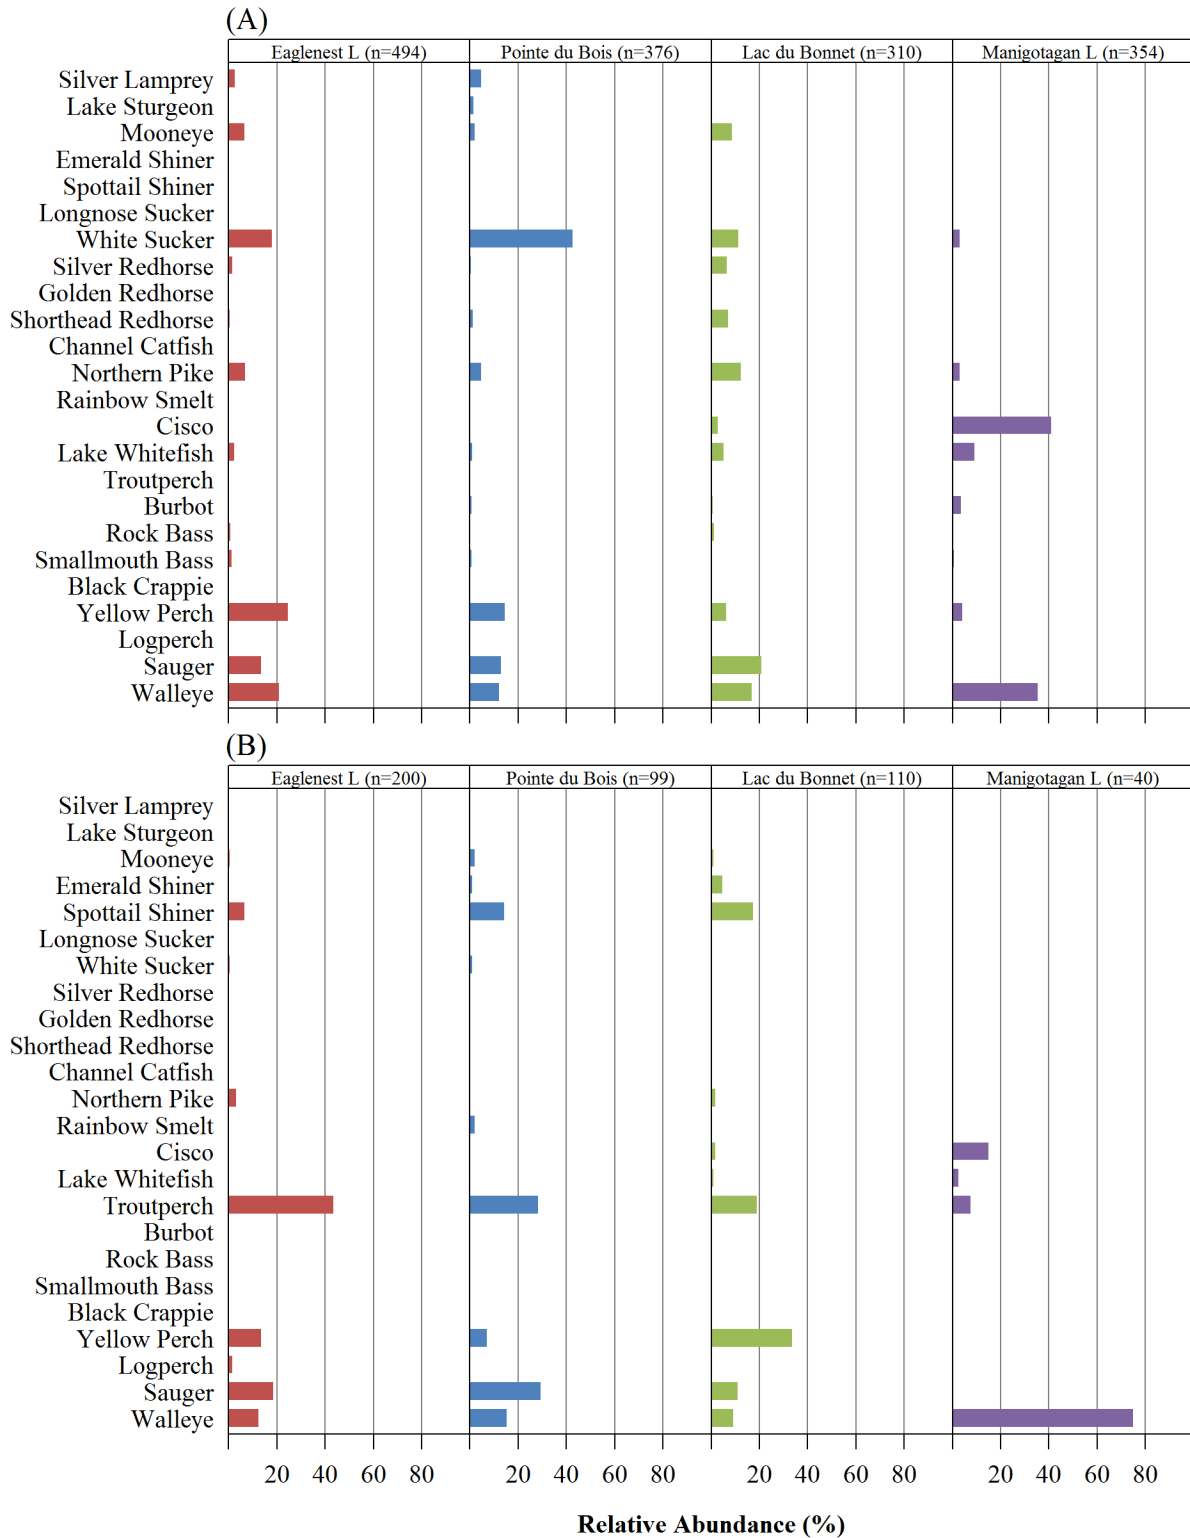 (A)
Eaglenest L (n=494) Pointe du Bois (n=376) Lac du Bonnet (n=310) Manigotagan L (n=354)
Silver Lamprey
Lake Sturgeon
Mooneye
Emerald Shiner
Spottail Shiner
Longnose Sucker
White Sucker
Silver Redhorse
Golden Redhorse
Shorthead Redhorse
Channel Catfish
Northern Pike
Rainbow Smelt
Cisco
Lake Whitefish
Troutperch
Burbot
Rock Bass
Smallmouth Bass
Black Crappie
Yellow Perch
Logperch
Sauger
Walleye
(B)
Eaglenest L (n=200) Pointe du Bois (n=99) Lac du Bonnet (n=110) Manigotagan L (n=40)
Silver Lamprey
Lake Sturgeon
Mooneye
Emerald Shiner
Spottail Shiner
Longnose Sucker
White Sucker
Silver Redhorse
Golden Redhorse
Shorthead Redhorse
Channel Catfish
Northern Pike
Rainbow Smelt
Cisco
Lake Whitefish
Troutperch
Burbot
Rock Bass
Smallmouth Bass
Black Crappie
Yellow Perch
Logperch
Sauger
Walleye
20 40 60 80 20 40 60 80 20 40 60 80 20 40 60 80
Relative Abundance (%)